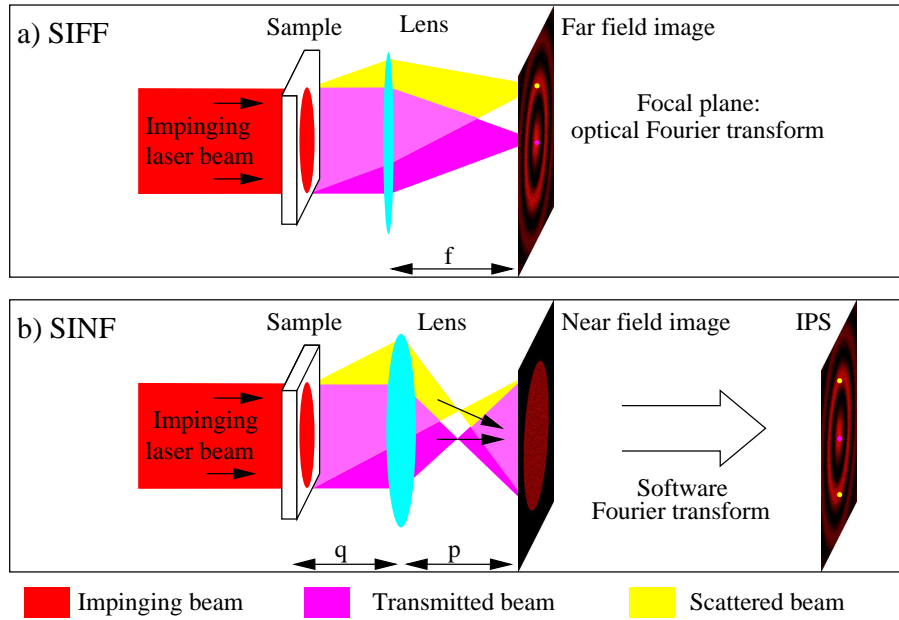 a) SIFF
Sample
Lens
Far field image
Impinging
laser beam
Focal plane:
optical Fourier transform
f
b) SINF
Sample
Lens
Near field image
IPS
Impinging
laser beam
Software
Fourier transform
q
p
Impinging beam
Transmitted beam
Scattered beam